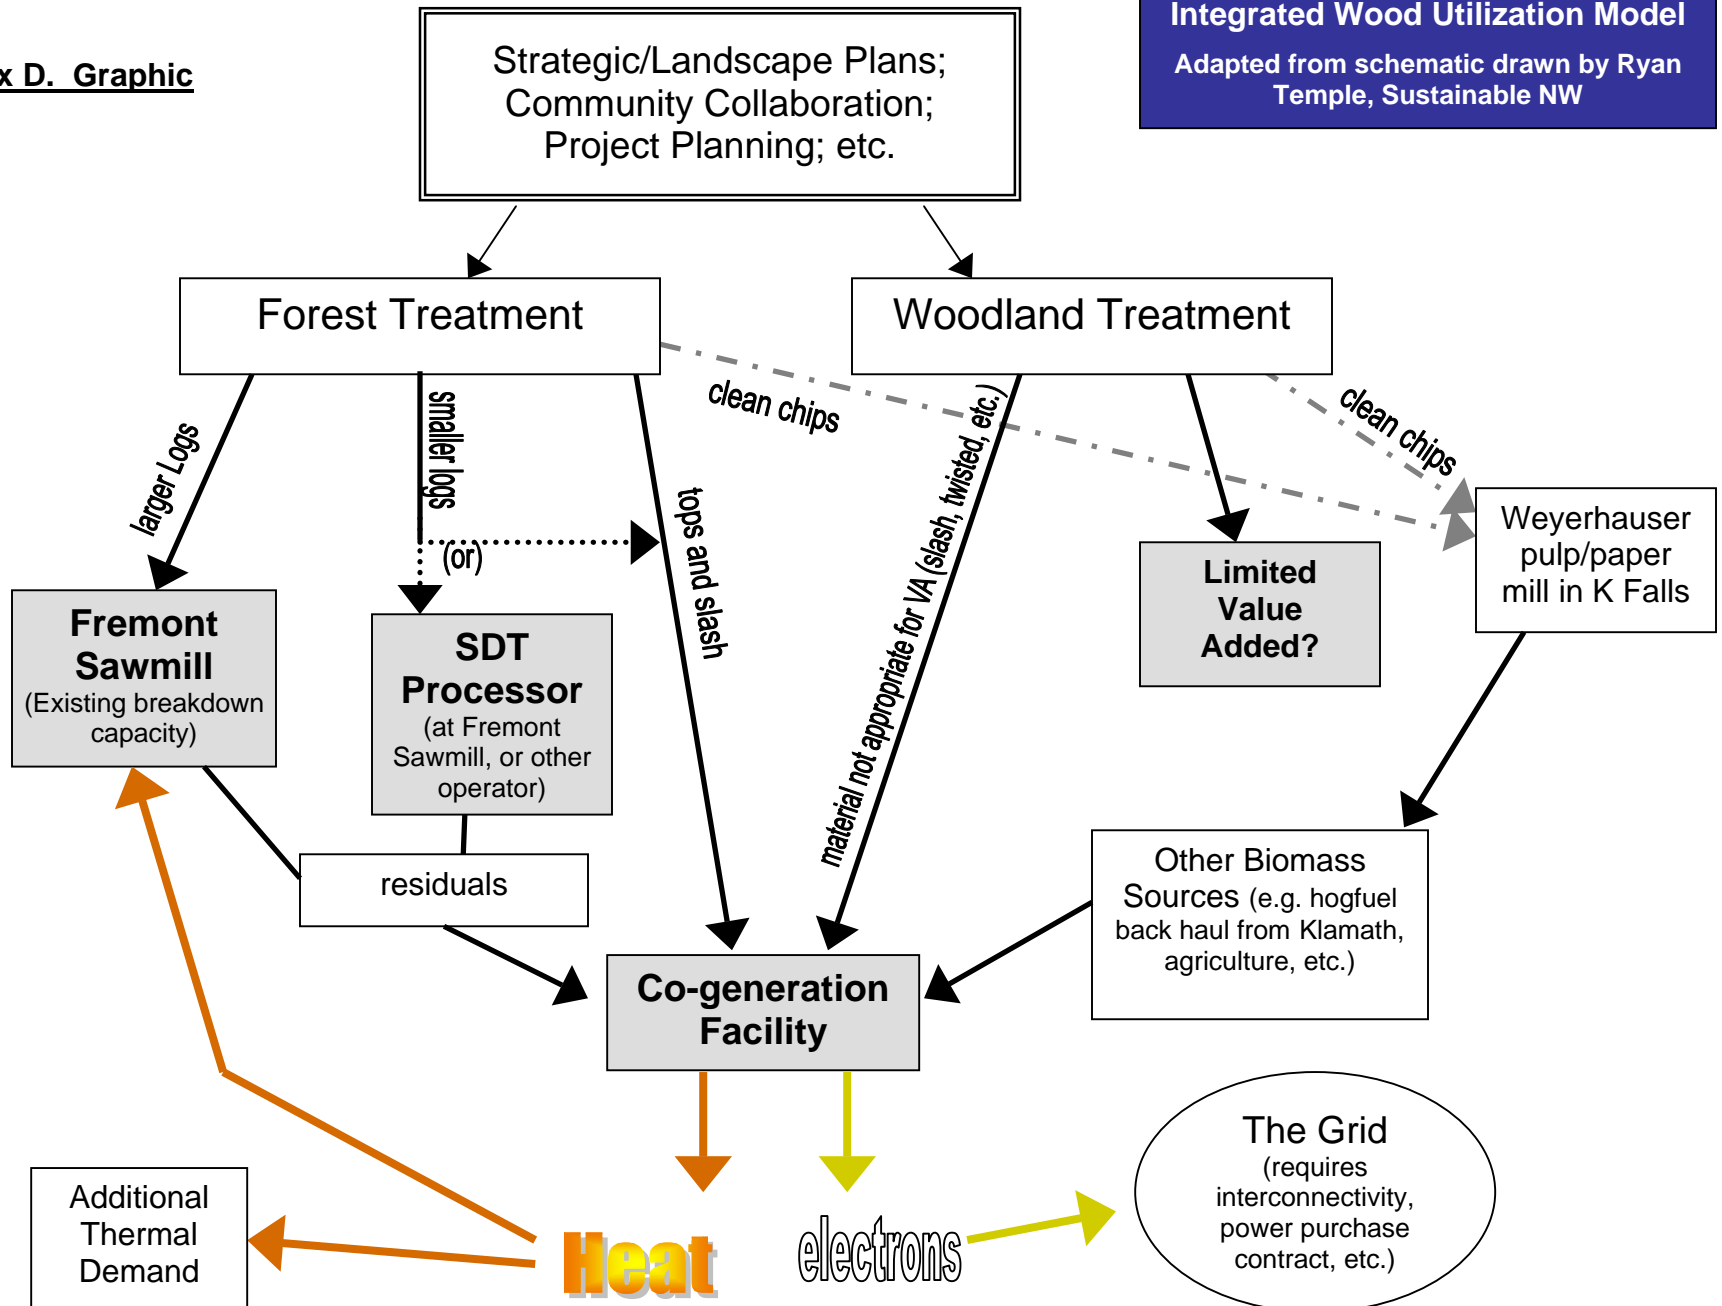 Integrated Wood Utilization Model
Adapted from schematic drawn by Ryan
Temple, Sustainable NW
x D.  Graphic
Strategic/Landscape Plans;
Community Collaboration;
Project Planning; etc.
Forest Treatment
Woodland Treatment
larger Logs
smaller logs
(or)
tops and slash
clean chips
material not appropriate for VA (slash, twisted, etc.)
clean chips
Weyerhauser
pulp/paper
mill in K Falls
Limited
Value
Added?
Fremont
Sawmill
(Existing breakdown
capacity)
SDT
Processor
(at Fremont
Sawmill, or other
operator)
residuals
Other Biomass
Sources (e.g. hogfuel
back haul from Klamath,
agriculture, etc.)
Co-generation
Facility
The Grid
(requires
interconnectivity,
power purchase
contract, etc.)
Additional
Thermal
Demand
Heat
electrons